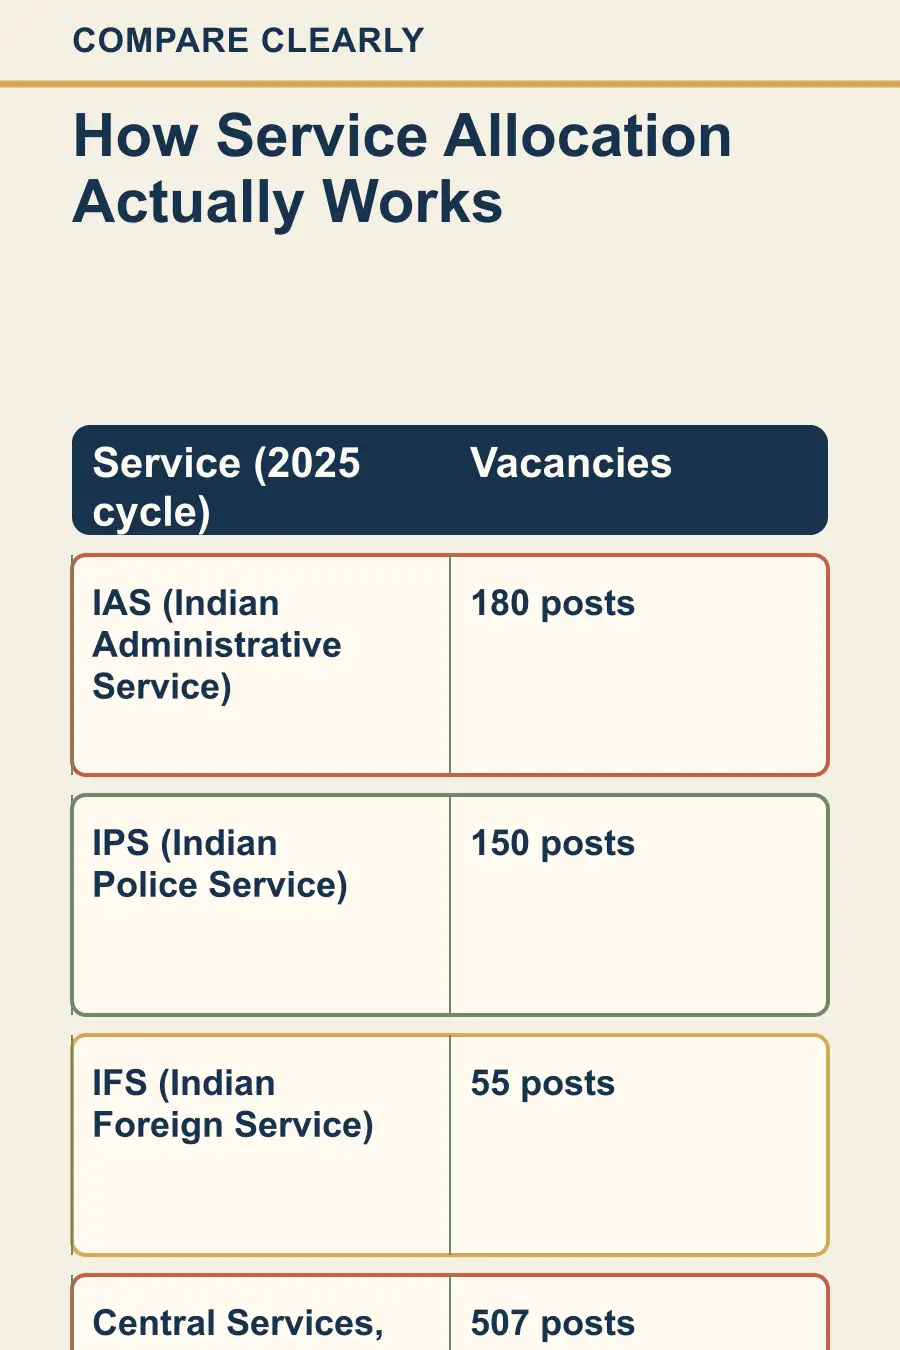 COMPARE CLEARLY
How Service Allocation
Actually Works
Service (2025
cycle)
Vacancies
IAS (Indian
Administrative
Service)
180 posts
IPS (Indian
Police Service)
150 posts
IFS (Indian
Foreign Service)
55 posts
Central Services,
507 posts